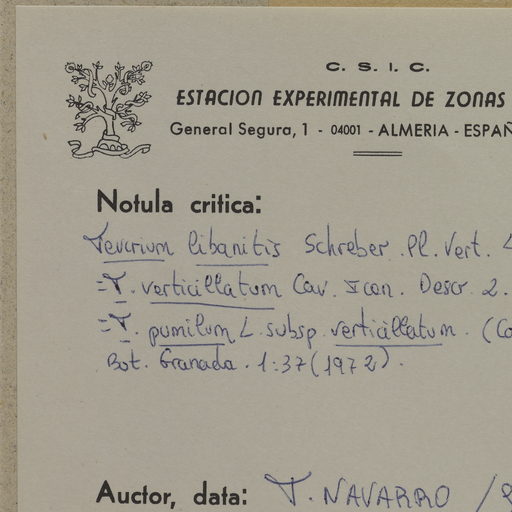 C. S. I. C.
ESTACION EXPERIMENTAL DE ZONAS
General Segura, 1 - 04001 - ALMERIA - ESPAÑ
Notula critica:
Teucrium libanitis Schreber. Pl. Vert.
=T. verticillatum Cav. Icon. Descr. 2.
=T. pumilum L. subsp. verticillatum. (Ca
Bot. Granada. 1:37(1972).
Auctor, data: T. NAVARRO /